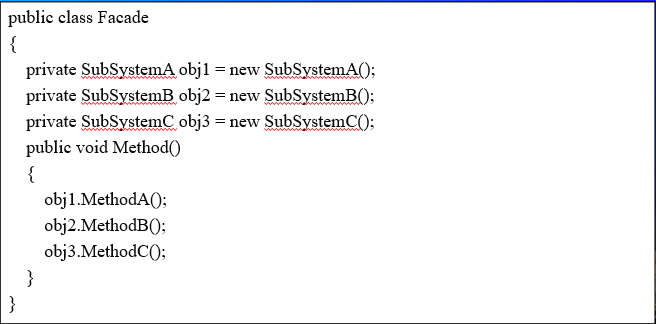 public class Facade
{
private SubSystemA obj1 = new SubSystemA();
private SubSystemB obj2 = new SubSystemB();
private SubSystemC obj3 = new SubSystemC();
public void Method()
{
obj1.MethodA();
obj2.MethodB();
obj3.MethodC();
}
}